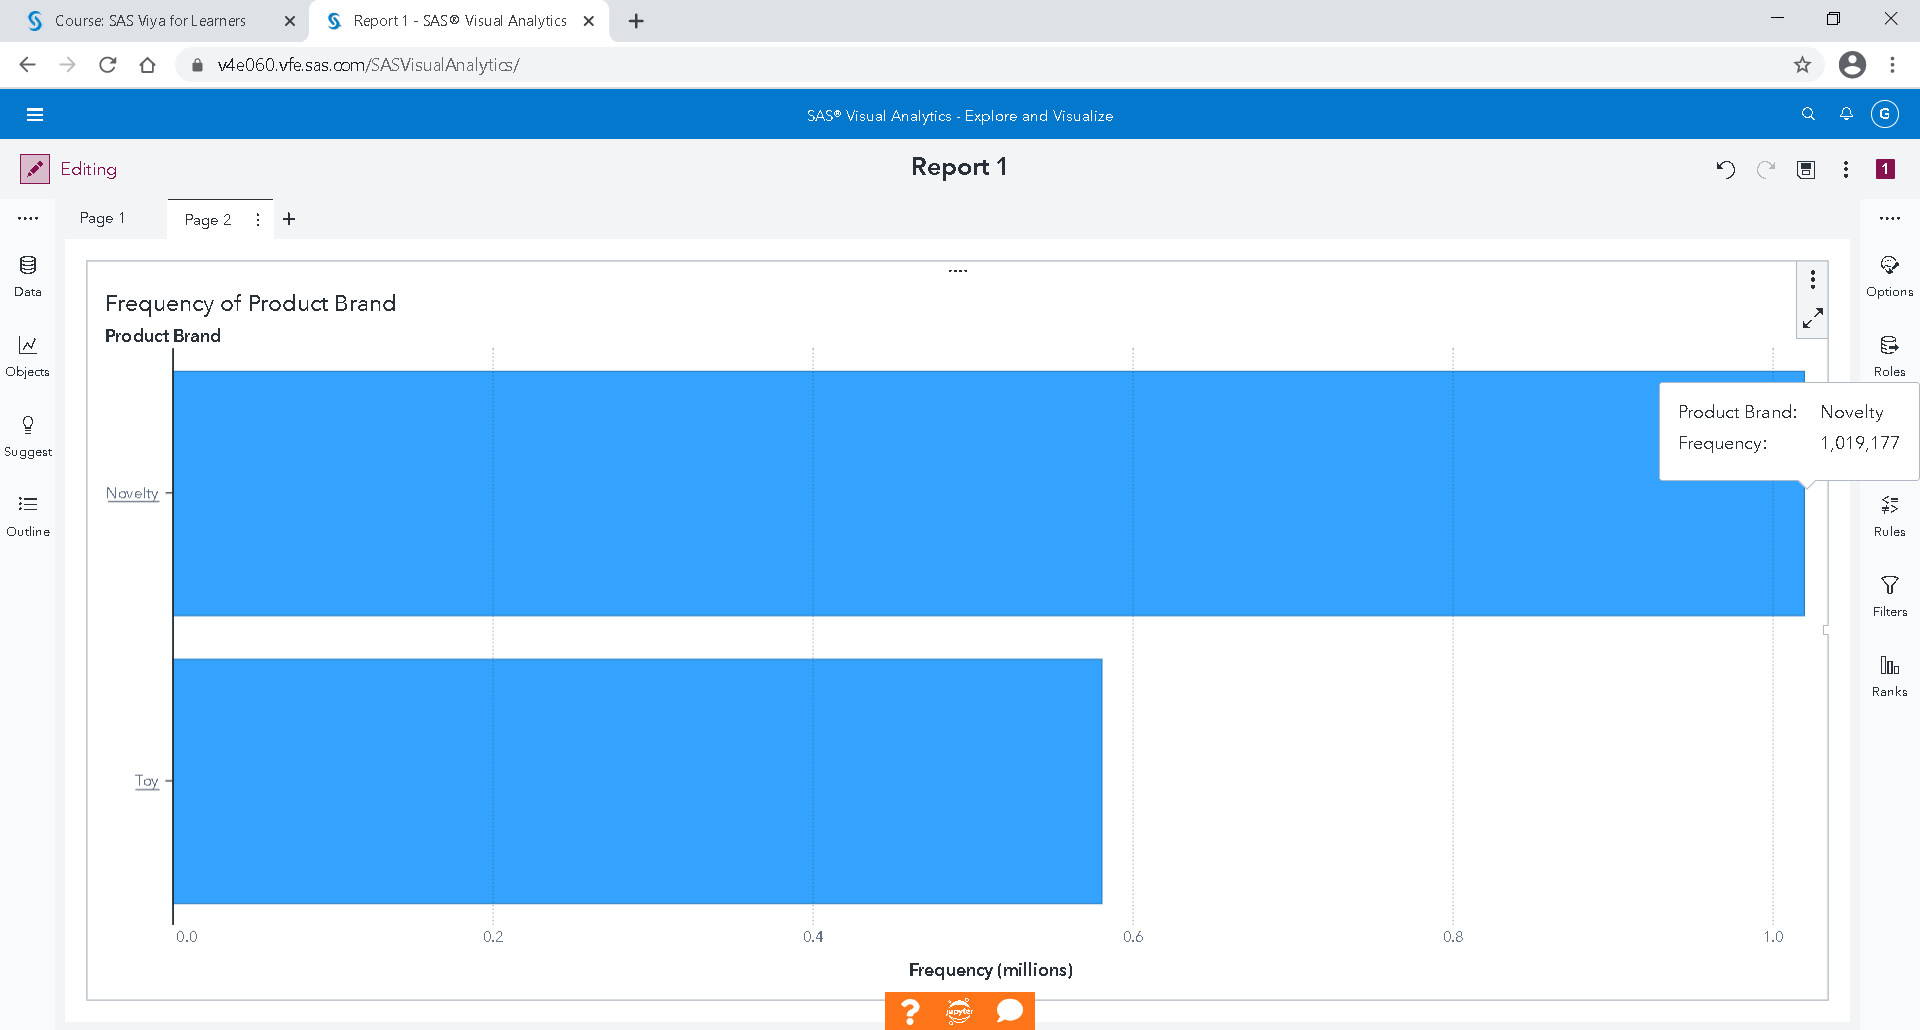 Course: SAS Viya for Learners
Report 1 - SAS® Visual Analytics
v4e060.vfe.sas.com/SASVisualAnalytics/
SAS® Visual Analytics - Explore and Visualize
G
Editing
Report 1
1
Page 1
Page 2
Data
Objects
Suggest
Outline
Options
Roles
Rules
Filters
Ranks
Frequency of Product Brand
Product Brand
Product Brand: Novelty
Frequency: 1,019,177
Novelty
Toy
0.0 0.2 0.4 0.6 0.8 1.0
Frequency (millions)
? jupyter